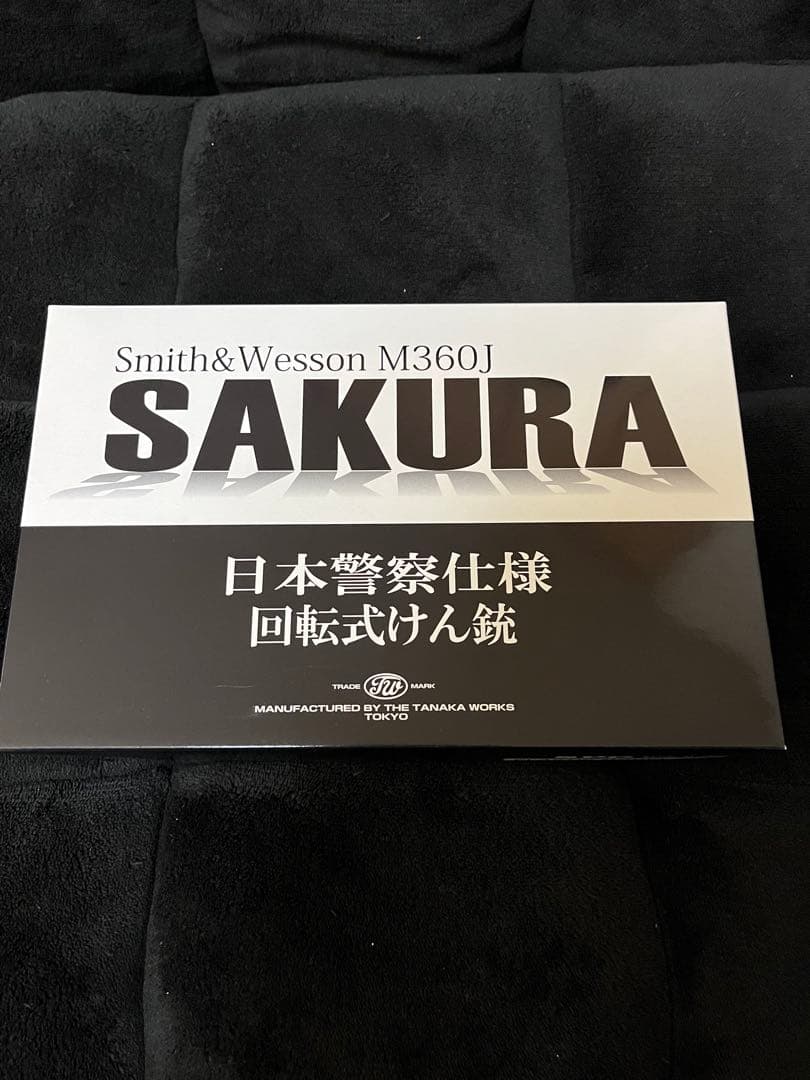 Smith&Wesson M360J
SAKURA
日本警察仕様
回転式けん銃
TRADE TW MARK
MANUFACTURED BY THE TANAKA WORKS
TOKYO